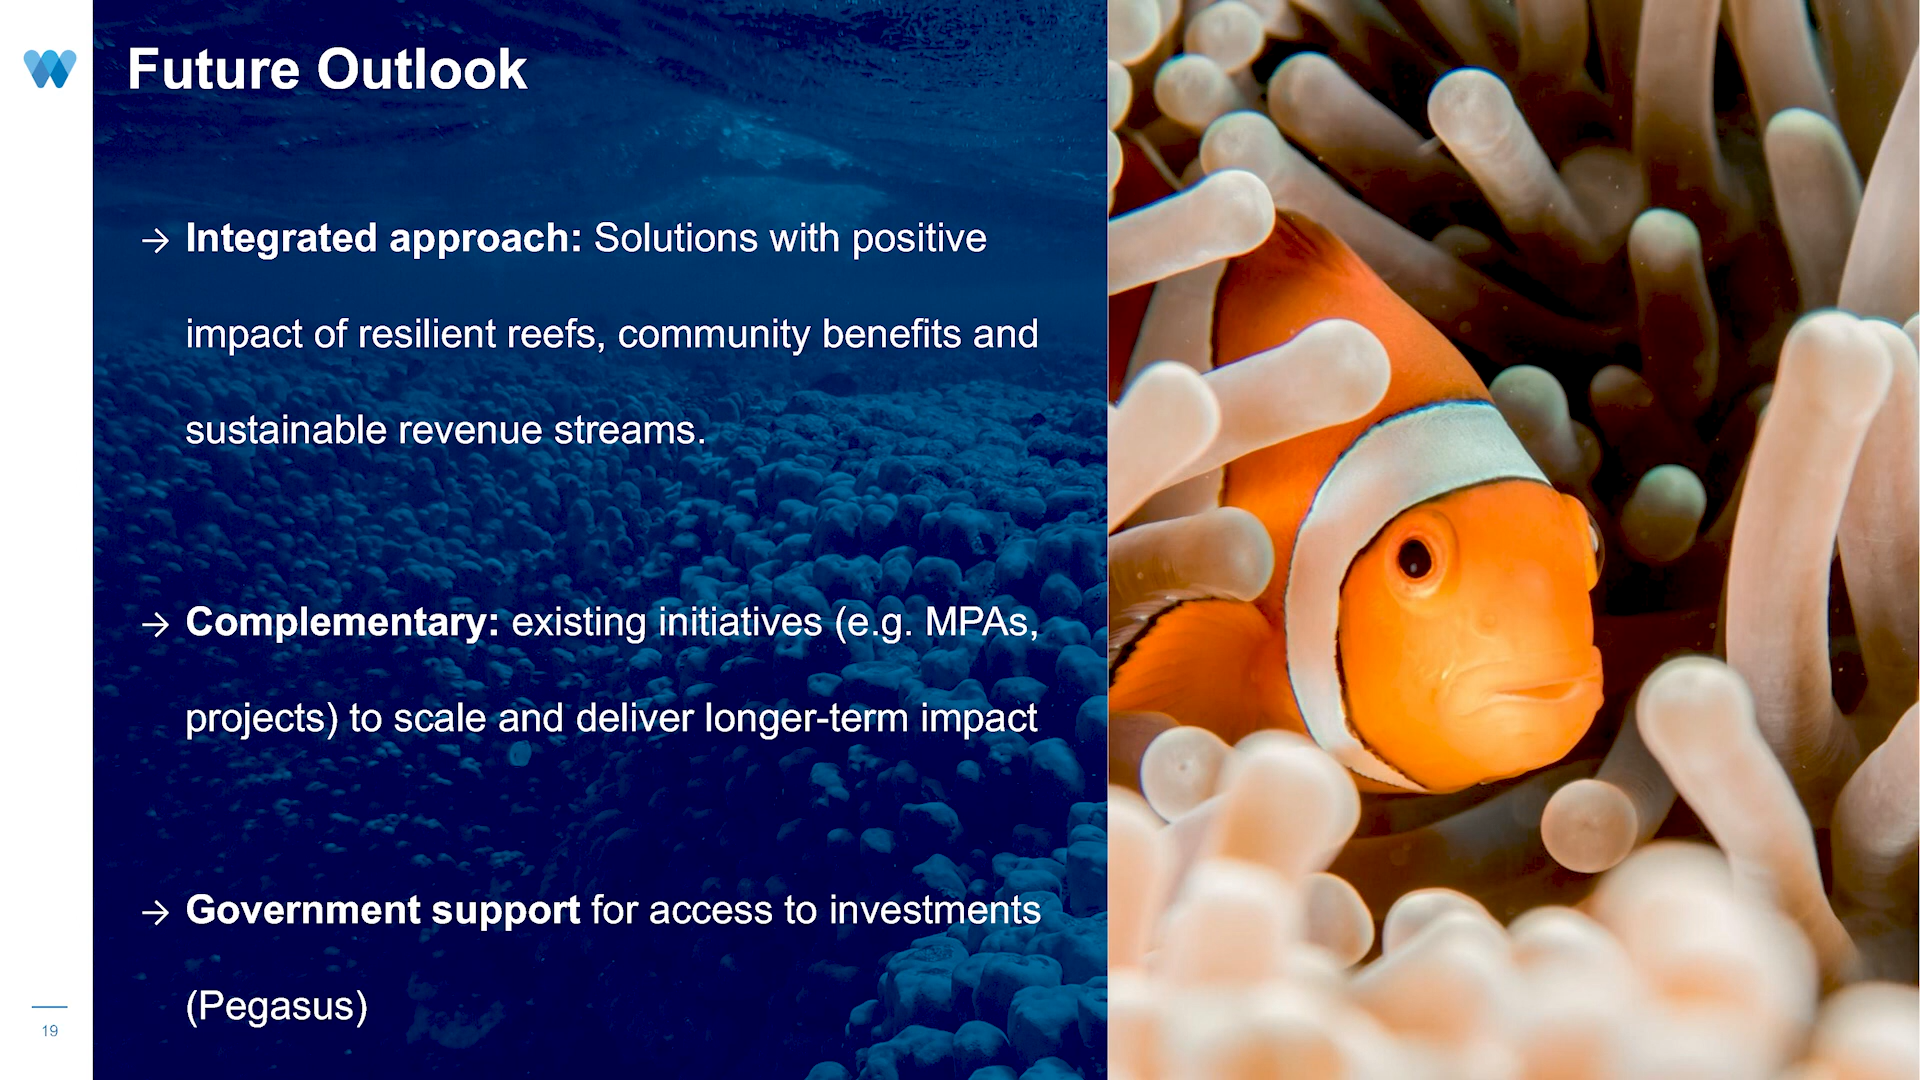 Future Outlook
→ Integrated approach: Solutions with positive
impact of resilient reefs, community benefits and
sustainable revenue streams.
→ Complementary: existing initiatives (e.g. MPAs,
projects) to scale and deliver longer-term impact
→ Government support for access to investments
(Pegasus)
19